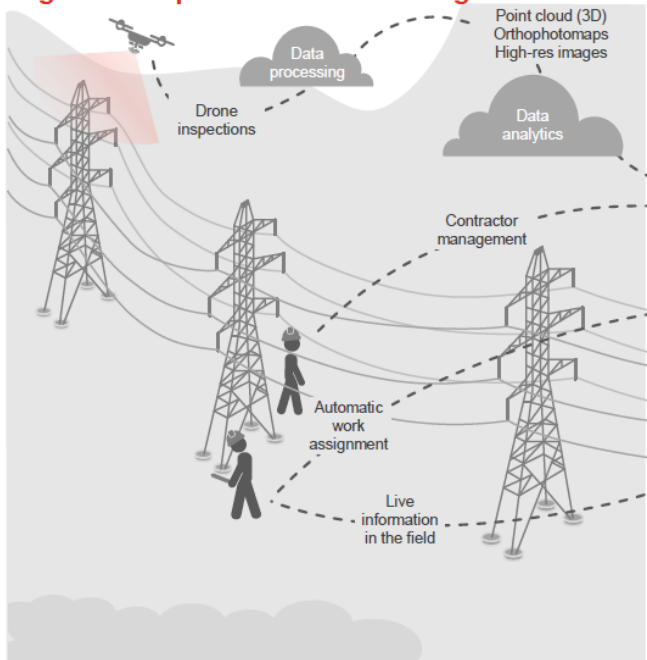 Point cloud (3D)
Orthophotomaps
High-res images
Data
processing
Drone
inspections
Data
analytics
Contractor
management
Automatic
work
assignment
Live
information
in the field